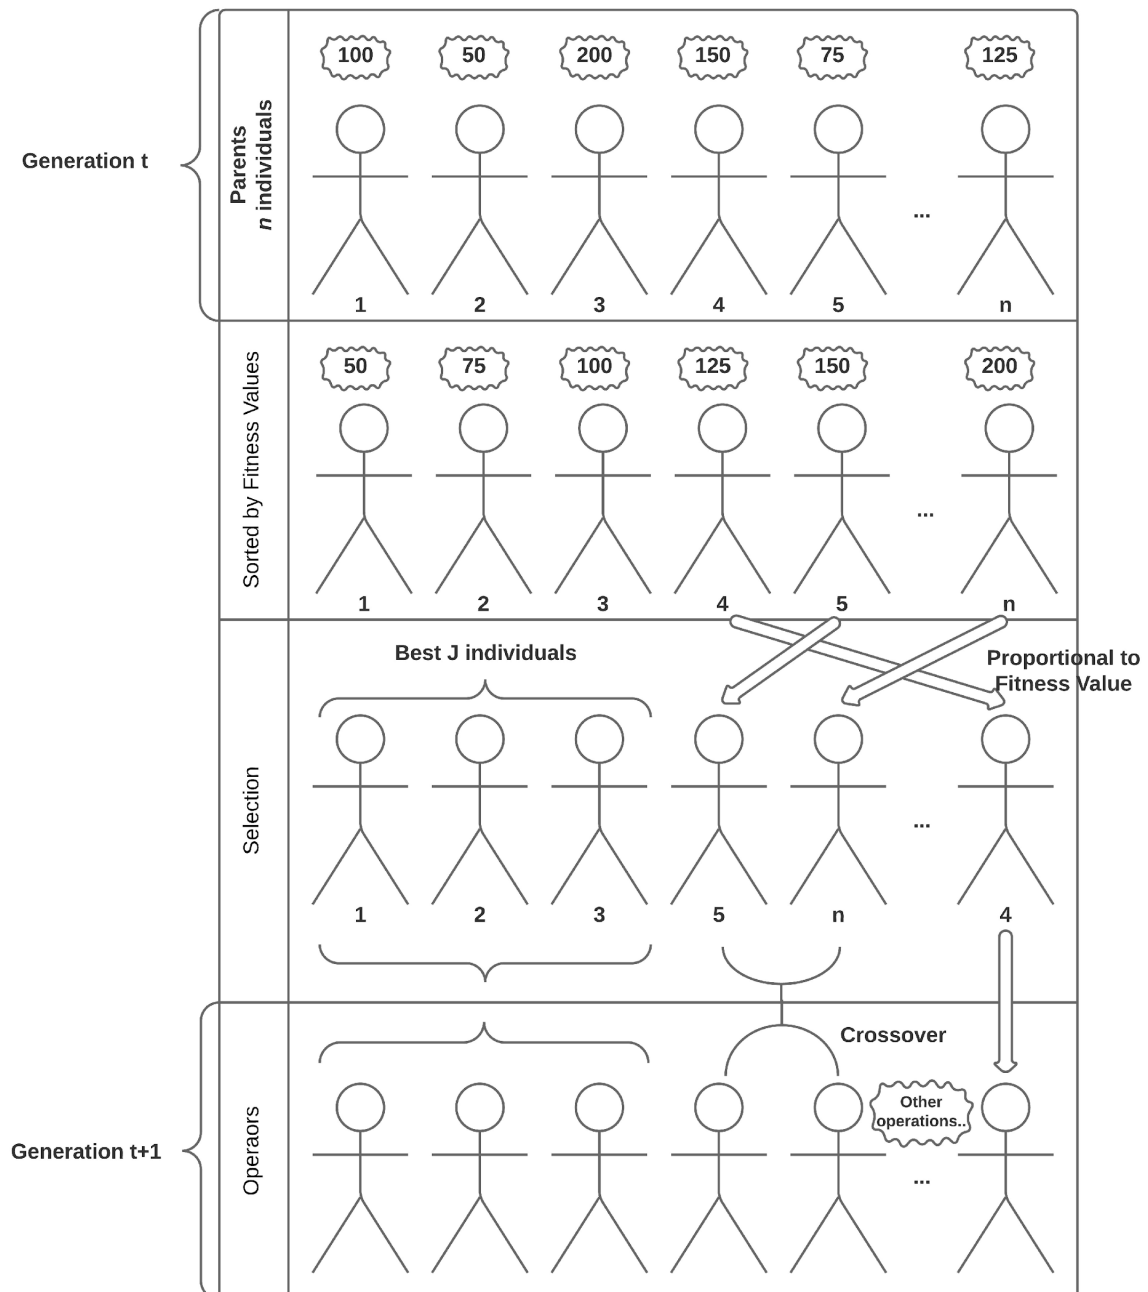 100 50 200 150 75 125
Generation t
Parents
n individuals
...
1 2 3 4 5 n
50 75 100 125 150 200
Sorted by Fitness Values
...
1 2 3 4 5 n
Best J individuals
Proportional to
Fitness Value
Selection
...
1 2 3 5 n 4
Crossover
Other
operations..
Generation t+1
Operaors
...